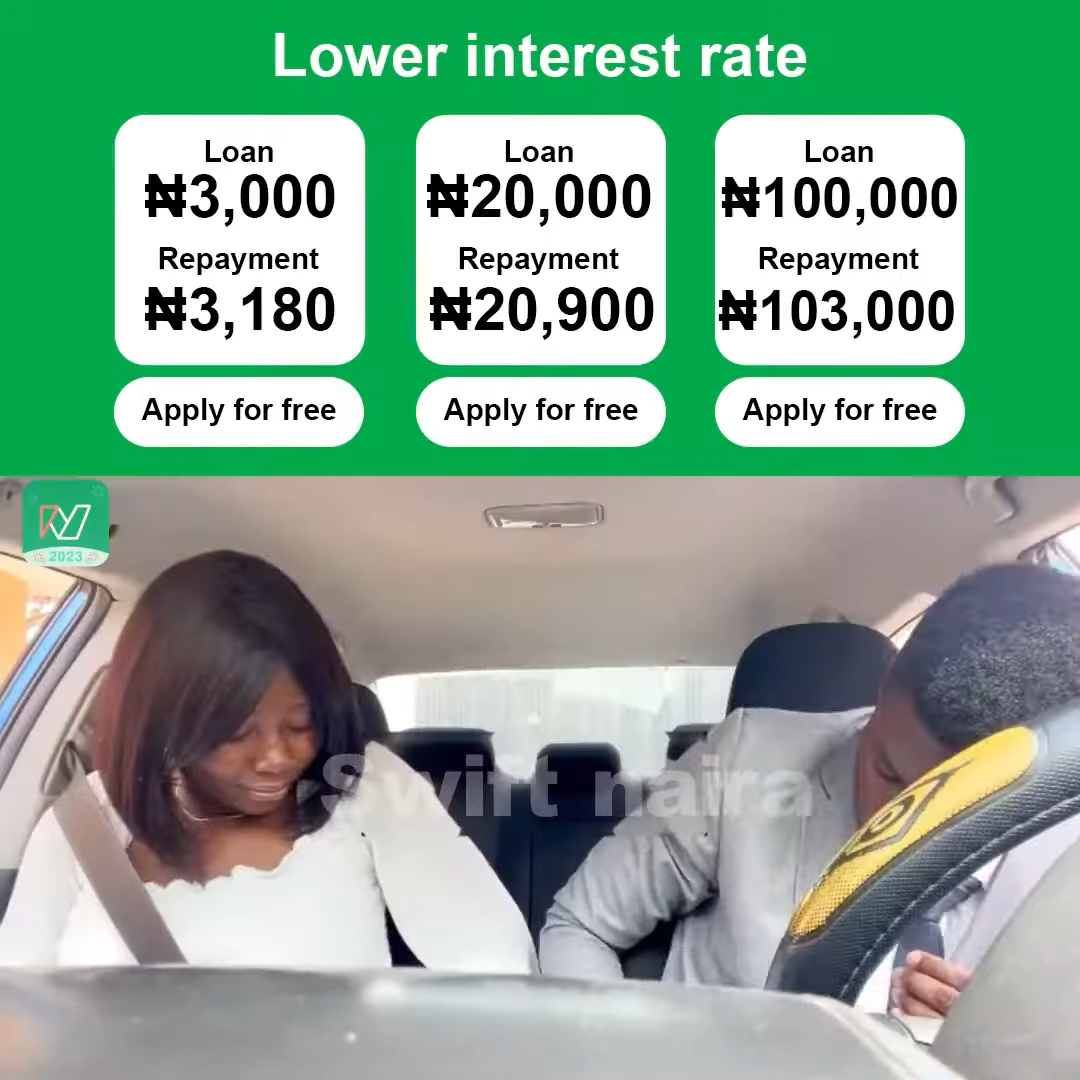 Lower interest rate
Loan
₦3,000
Repayment
₦3,180
Apply for free
Loan
₦20,000
Repayment
₦20,900
Apply for free
Loan
₦100,000
Repayment
₦103,000
Apply for free
2023
Swift naira